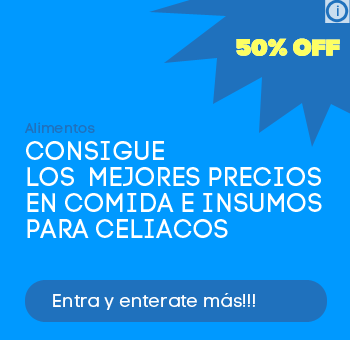 50% OFF
Alimentos
CONSIGUE
LOS MEJORES PRECIOS
EN COMIDA E INSUMOS
PARA CELIACOS
Entra y enterate más!!!